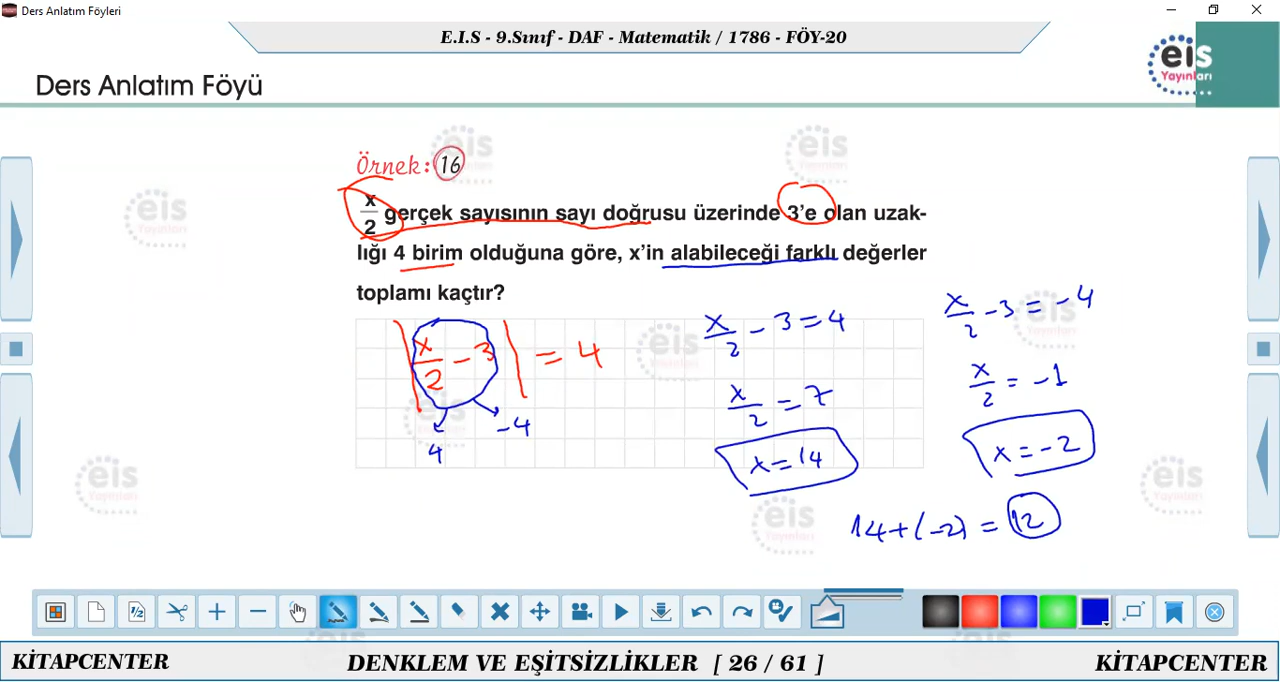 Ders Anlatım Föyleri
E.I.S - 9.Sınıf - DAF - Matematik / 1786 - FÖY-20
Ders Anlatım Föyü
eis
Yayınları
Örnek: 16
x/2 gerçek sayısının sayı doğrusu üzerinde 3'e olan uzak-
lığı 4 birim olduğuna göre, x'in alabileceği farklı değerler
toplamı kaçtır?
|x/2 - 3| = 4
4
-4
x/2 - 3 = 4
x/2 = 7
x = 14
x/2 - 3 = -4
x/2 = -1
x = -2
14 + (-2) = 12
1/2
KİTAPCENTER
DENKLEM VE EŞİTSİZLİKLER [ 26 / 61 ]
KİTAPCENTER